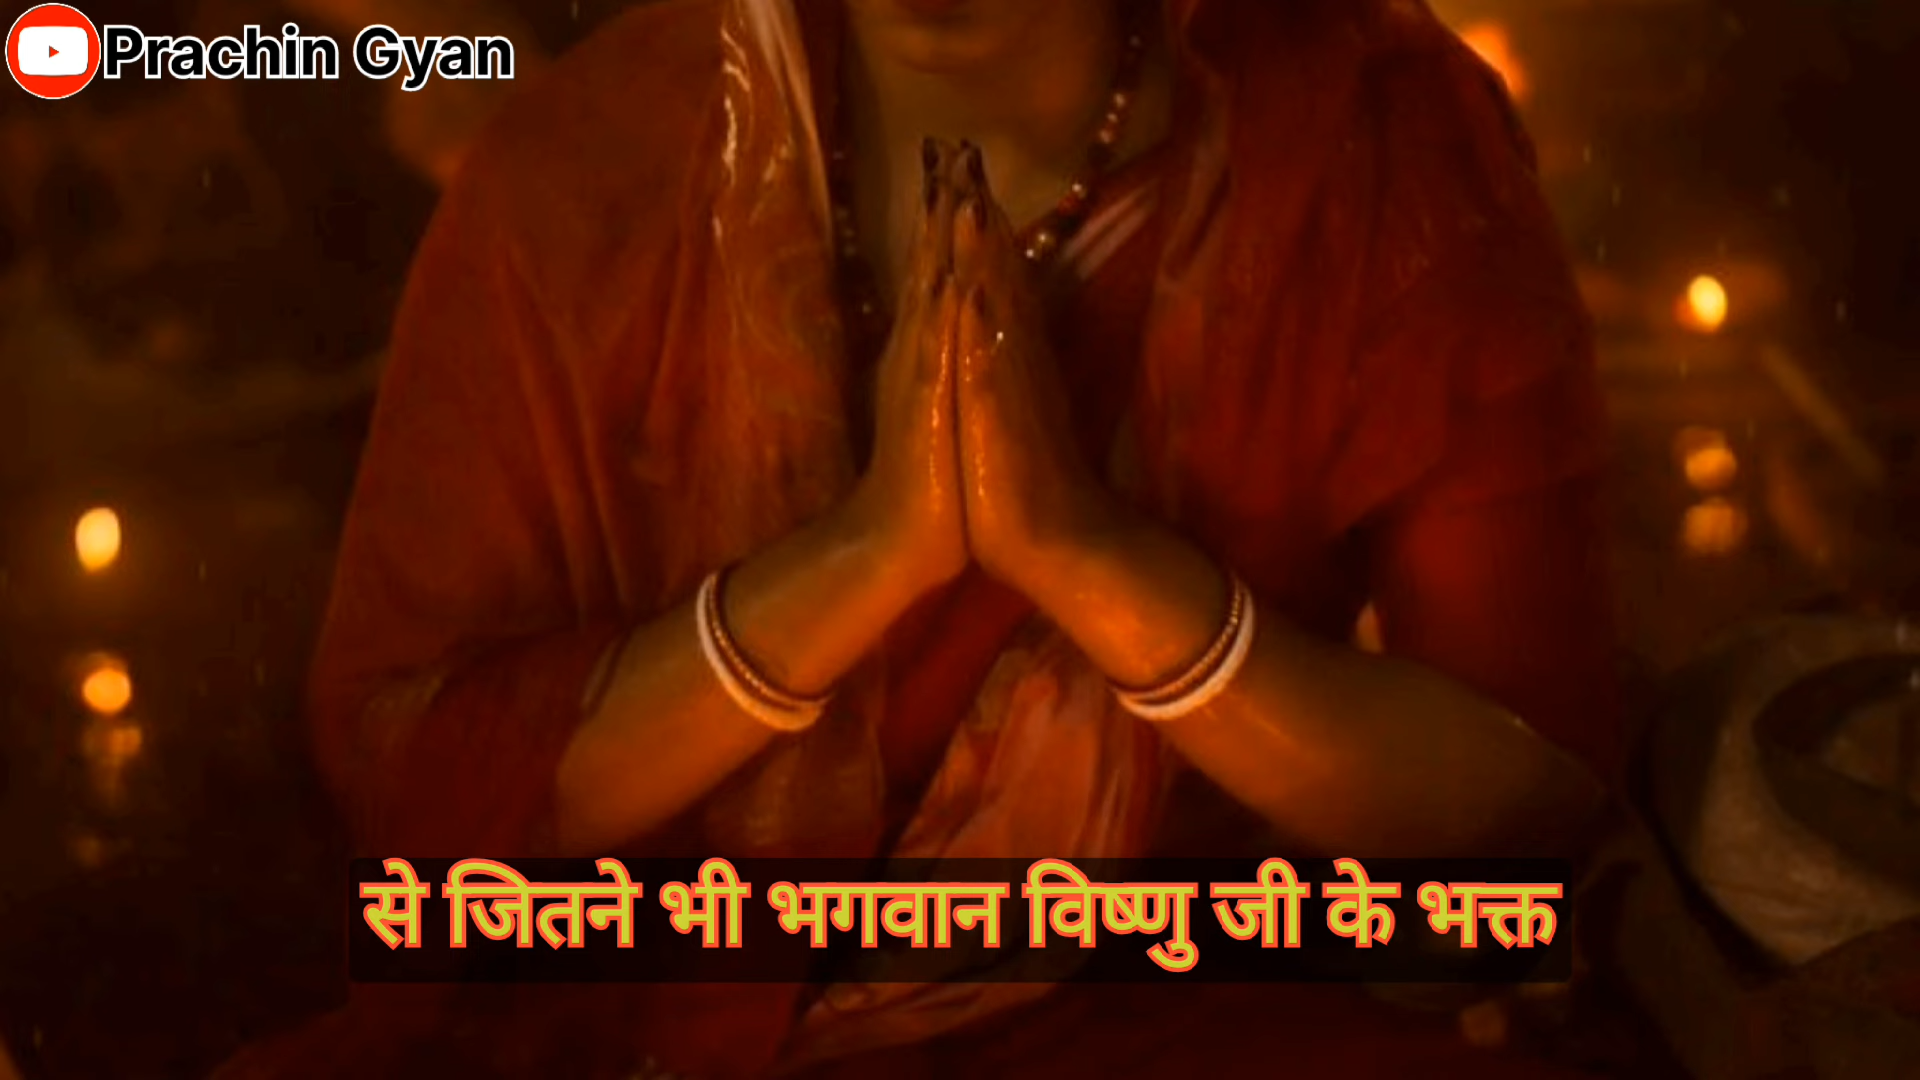 Prachin Gyan
से जितने भी भगवान विष्णु जी के भक्त